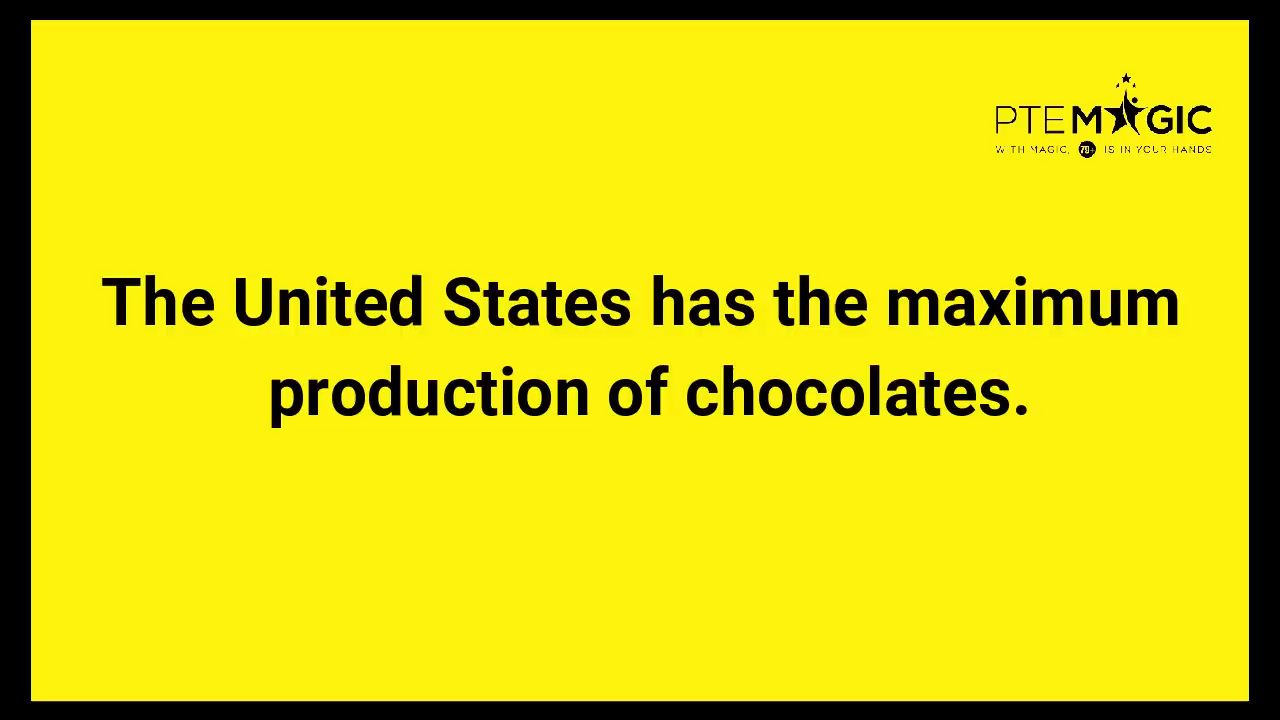 PTEMAGIC
WITH MAGIC, 79+ IS IN YOUR HANDS
The United States has the maximum
production of chocolates.